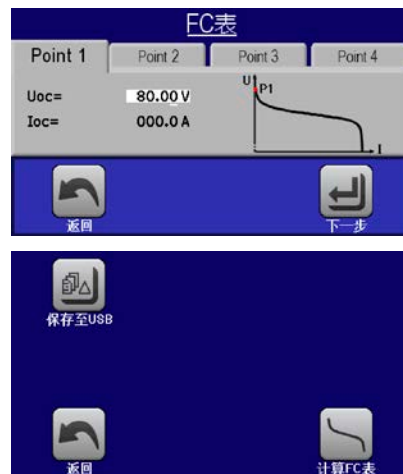 FC表
Point 1 Point 2 Point 3 Point 4
Uoc= 80.00 V
Ioc= 000.0 A
U P1
I
返回 下一步
保存至USB
返回 计算FC表